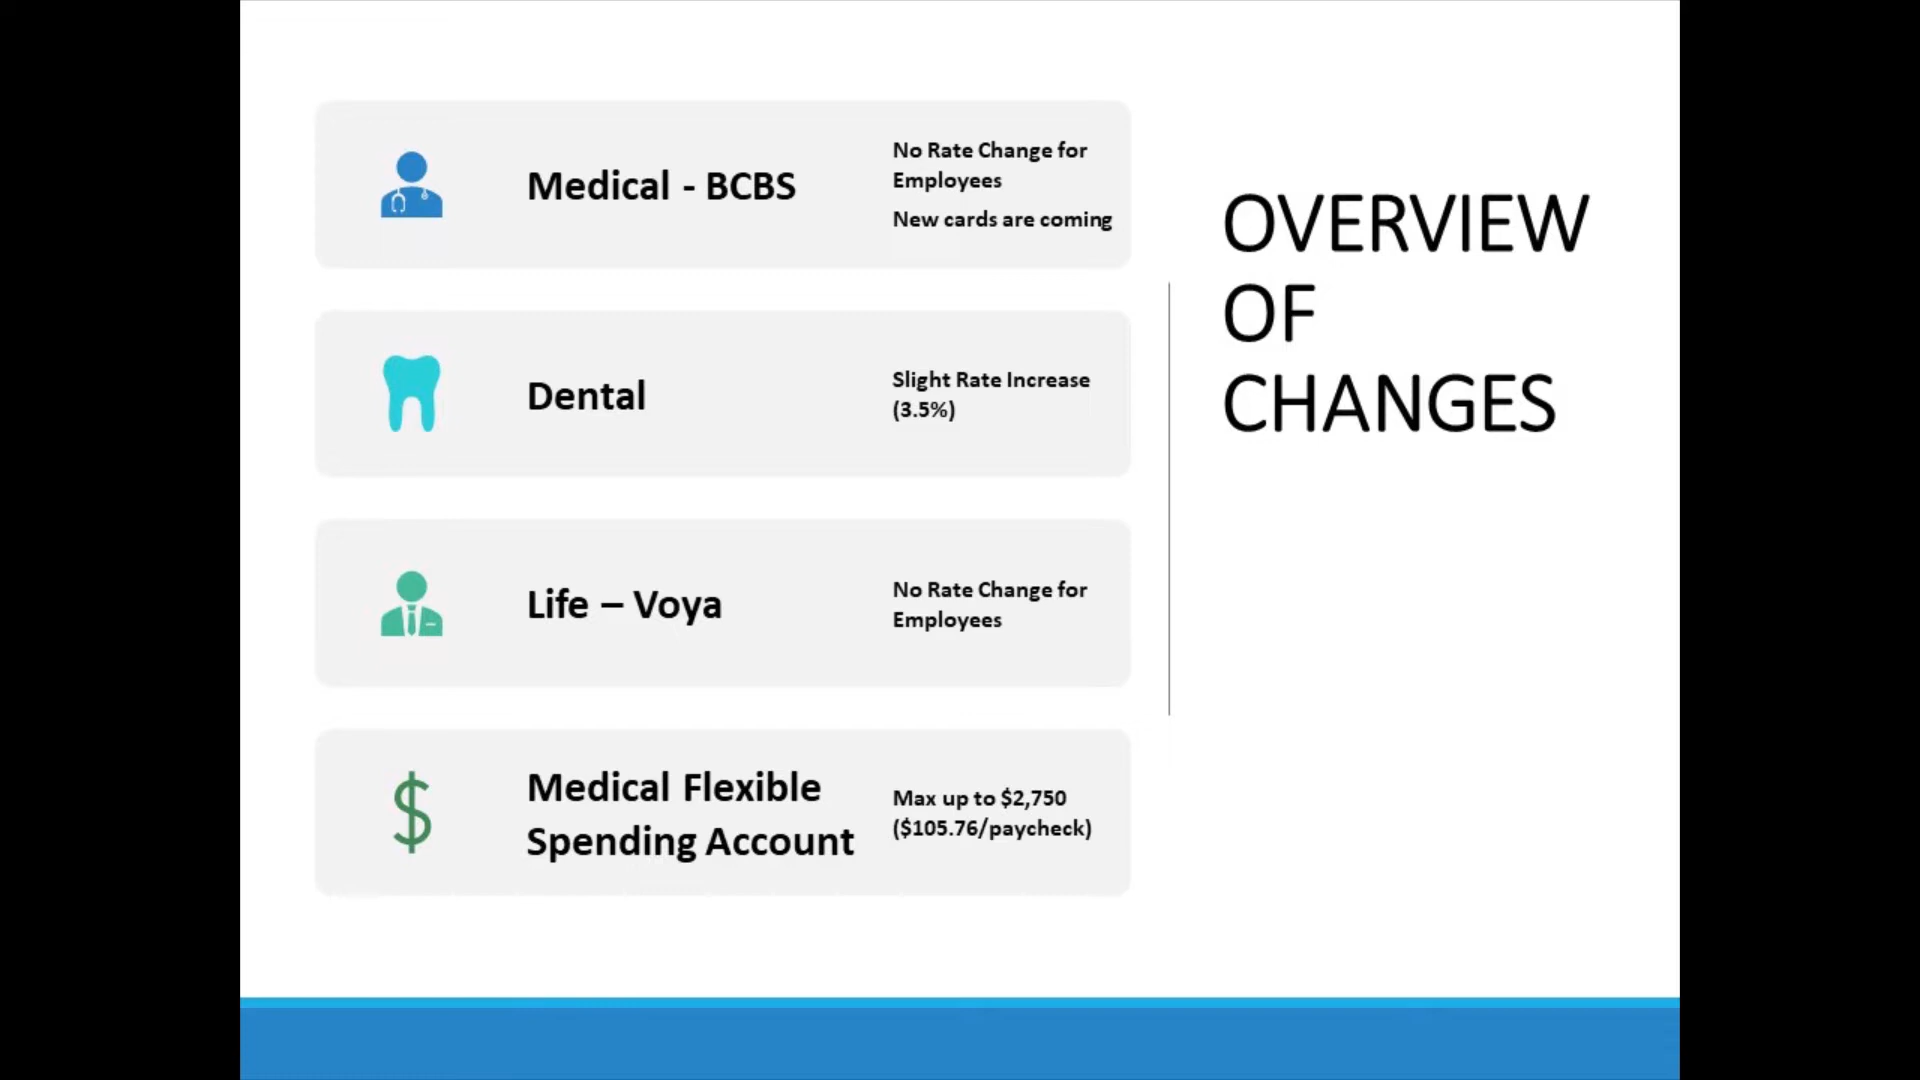 OVERVIEW
OF
CHANGES
Medical - BCBS
No Rate Change for
Employees
New cards are coming
Dental
Slight Rate Increase
(3.5%)
Life – Voya
No Rate Change for
Employees
Medical Flexible
Spending Account
Max up to $2,750
($105.76/paycheck)